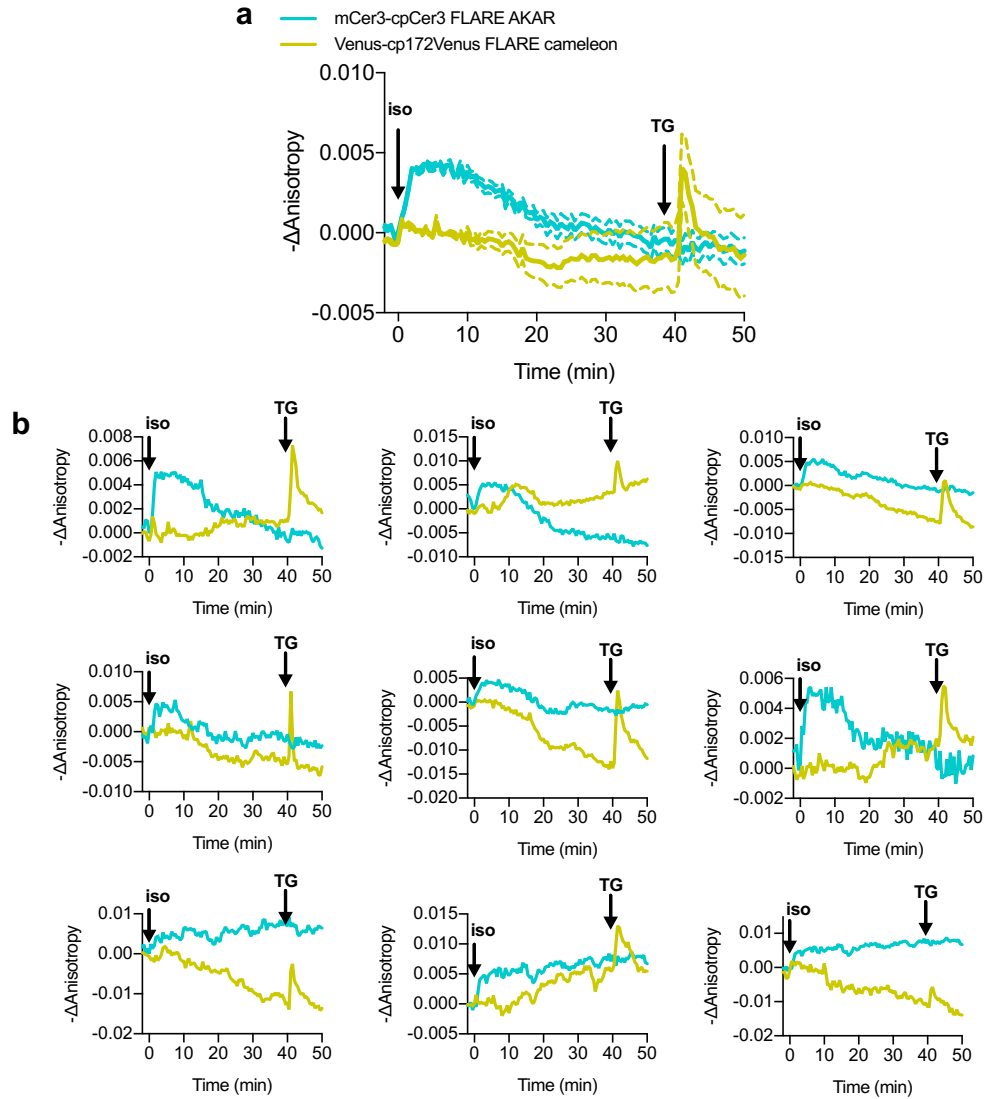 a
mCer3-cpCer3 FLARE AKAR
Venus-cp172Venus FLARE cameleon
0.010
0.005
0.000
-0.005
-ΔΔAnisotropy
iso
TG
0 10 20 30 40 50
Time (min)
b
iso
TG
0.008
0.006
0.004
0.002
0.000
-0.002
-ΔΔAnisotropy
0 10 20 30 40 50
Time (min)
iso
TG
0.015
0.010
0.005
0.000
-0.005
-0.010
-ΔΔAnisotropy
0 10 20 30 40 50
Time (min)
iso
TG
0.010
0.005
0.000
-0.005
-0.010
-0.015
-ΔΔAnisotropy
0 10 20 30 40 50
Time (min)
iso
TG
0.010
0.005
0.000
-0.005
-0.010
-ΔΔAnisotropy
0 10 20 30 40 50
Time (min)
iso
TG
0.005
0.000
-0.005
-0.010
-0.015
-0.020
-ΔΔAnisotropy
0 10 20 30 40 50
Time (min)
iso
TG
0.006
0.004
0.002
0.000
-0.002
-ΔΔAnisotropy
0 10 20 30 40 50
Time (min)
iso
TG
0.01
0.00
-0.01
-0.02
-ΔΔAnisotropy
0 10 20 30 40 50
Time (min)
iso
TG
0.015
0.010
0.005
0.000
-0.005
-ΔΔAnisotropy
0 10 20 30 40 50
Time (min)
iso
TG
0.01
0.00
-0.01
-0.02
-ΔΔAnisotropy
0 10 20 30 40 50
Time (min)